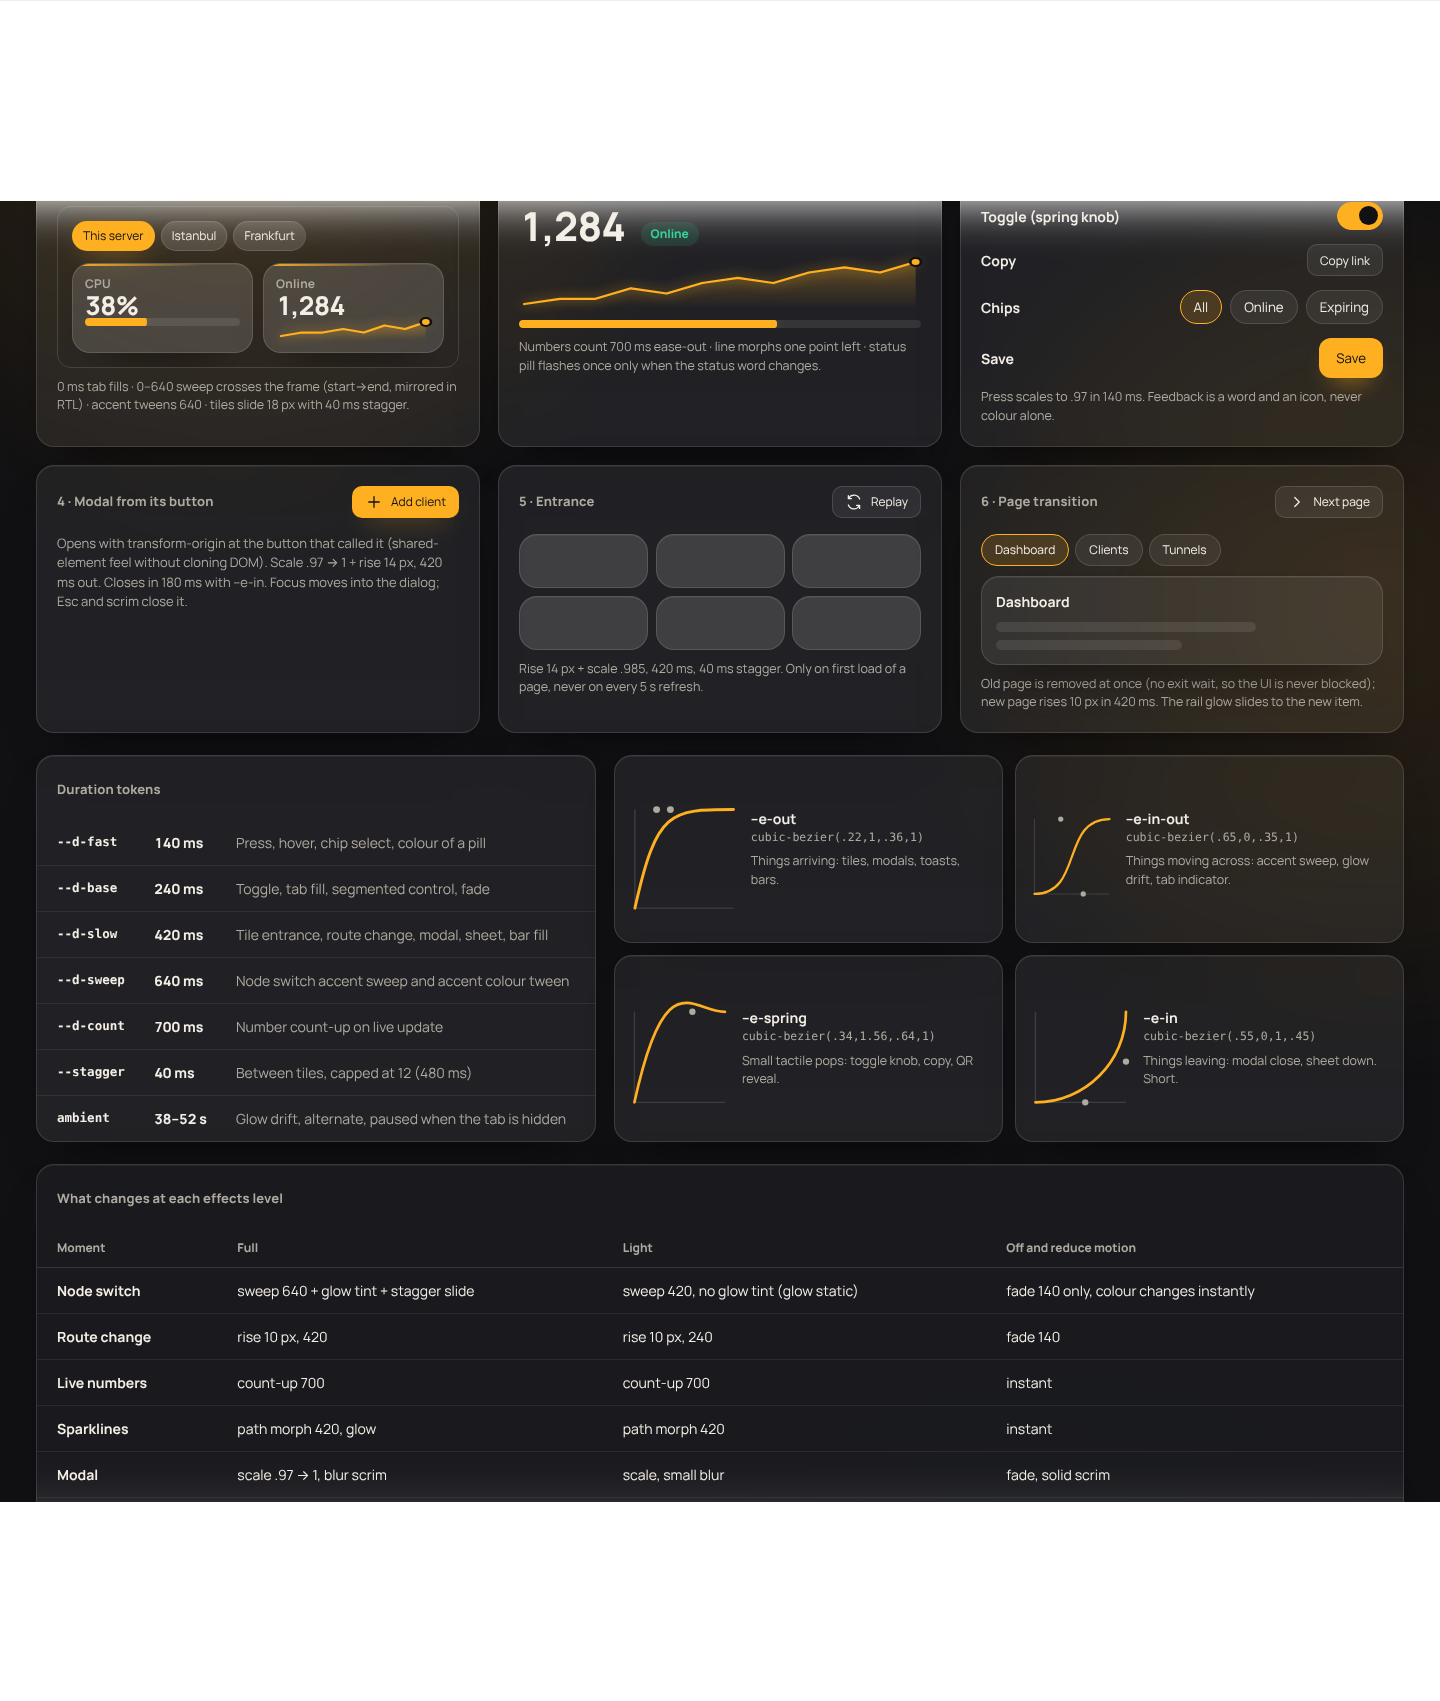 This server
Istanbul
Frankfurt
CPU
38%
Online
1,284
0 ms tab fills · 0–640 sweep crosses the frame (start→end, mirrored in
RTL) · accent tweens 640 · tiles slide 18 px with 40 ms stagger.
1,284
Online
Numbers count 700 ms ease-out · line morphs one point left · status
pill flashes once only when the status word changes.
Toggle (spring knob)
Copy
Copy link
Chips
All
Online
Expiring
Save
Save
Press scales to .97 in 140 ms. Feedback is a word and an icon, never
colour alone.
4 · Modal from its button
Add client
Opens with transform-origin at the button that called it (shared-
element feel without cloning DOM). Scale .97 → 1 + rise 14 px, 420
ms out. Closes in 180 ms with –e-in. Focus moves into the dialog;
Esc and scrim close it.
5 · Entrance
Replay
Rise 14 px + scale .985, 420 ms, 40 ms stagger. Only on first load of a
page, never on every 5 s refresh.
6 · Page transition
Next page
Dashboard
Clients
Tunnels
Dashboard
Old page is removed at once (no exit wait, so the UI is never blocked);
new page rises 10 px in 420 ms. The rail glow slides to the new item.
Duration tokens
--d-fast 140 ms Press, hover, chip select, colour of a pill
--d-base 240 ms Toggle, tab fill, segmented control, fade
--d-slow 420 ms Tile entrance, route change, modal, sheet, bar fill
--d-sweep 640 ms Node switch accent sweep and accent colour tween
--d-count 700 ms Number count-up on live update
--stagger 40 ms Between tiles, capped at 12 (480 ms)
ambient 38–52 s Glow drift, alternate, paused when the tab is hidden
–e-out
cubic-bezier(.22,1,.36,1)
Things arriving: tiles, modals, toasts,
bars.
–e-in-out
cubic-bezier(.65,0,.35,1)
Things moving across: accent sweep, glow
drift, tab indicator.
–e-spring
cubic-bezier(.34,1.56,.64,1)
Small tactile pops: toggle knob, copy, QR
reveal.
–e-in
cubic-bezier(.55,0,1,.45)
Things leaving: modal close, sheet down.
Short.
What changes at each effects level
Moment Full Light Off and reduce motion
Node switch sweep 640 + glow tint + stagger slide sweep 420, no glow tint (glow static) fade 140 only, colour changes instantly
Route change rise 10 px, 420 rise 10 px, 240 fade 140
Live numbers count-up 700 count-up 700 instant
Sparklines path morph 420, glow path morph 420 instant
Modal scale .97 → 1, blur scrim scale, small blur fade, solid scrim